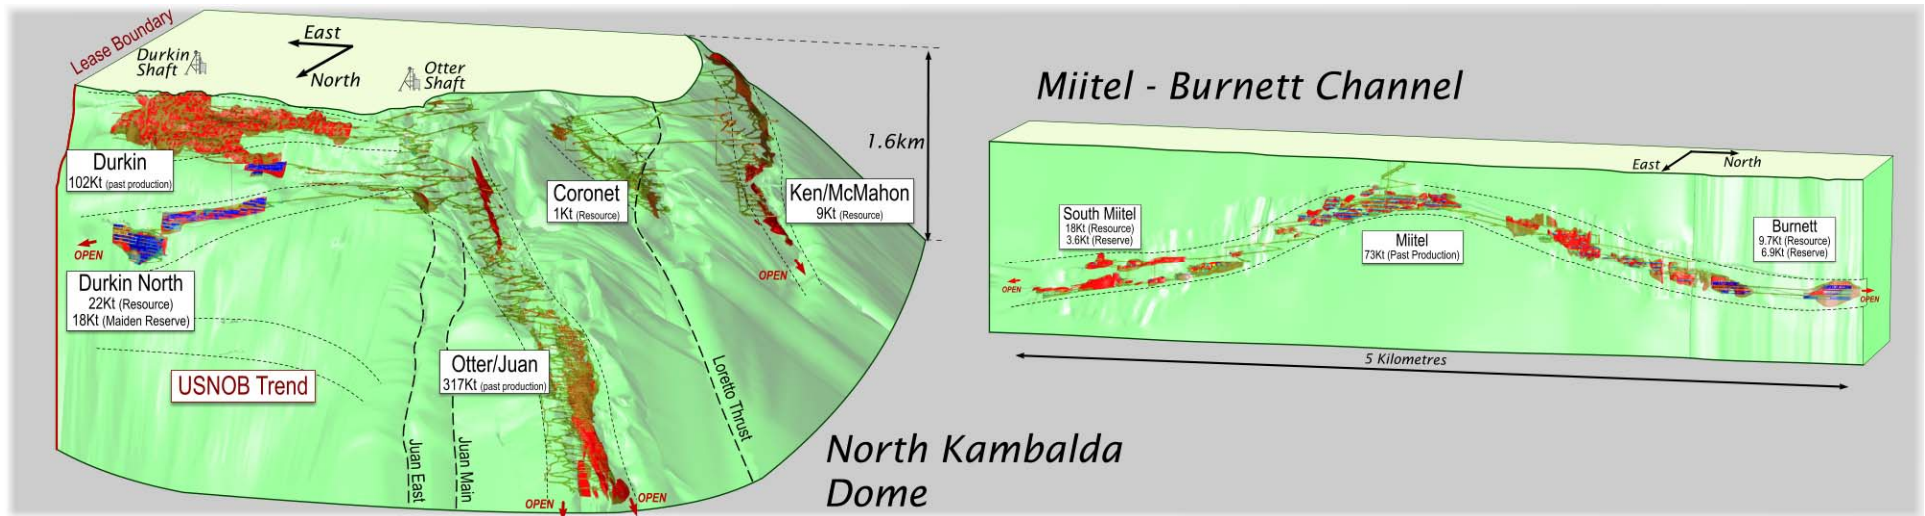 Lease Boundary
East
North
Durkin
Shaft
Otter
Shaft
1.6km
Durkin
102Kt (past production)
Coronet
1Kt (Resource)
Ken/McMahon
9Kt (Resource)
OPEN
OPEN
Durkin North
22Kt (Resource)
18Kt (Maiden Reserve)
Otter/Juan
317Kt (past production)
USNOB Trend
Juan East
Juan Main
Loretto Thrust
OPEN
OPEN
North Kambalda
Dome
Miitel - Burnett Channel
East
North
South Miitel
18Kt (Resource)
3.6Kt (Reserve)
Miitel
73Kt (Past Production)
Burnett
9.7Kt (Resource)
6.9Kt (Reserve)
OPEN
OPEN
5 Kilometres